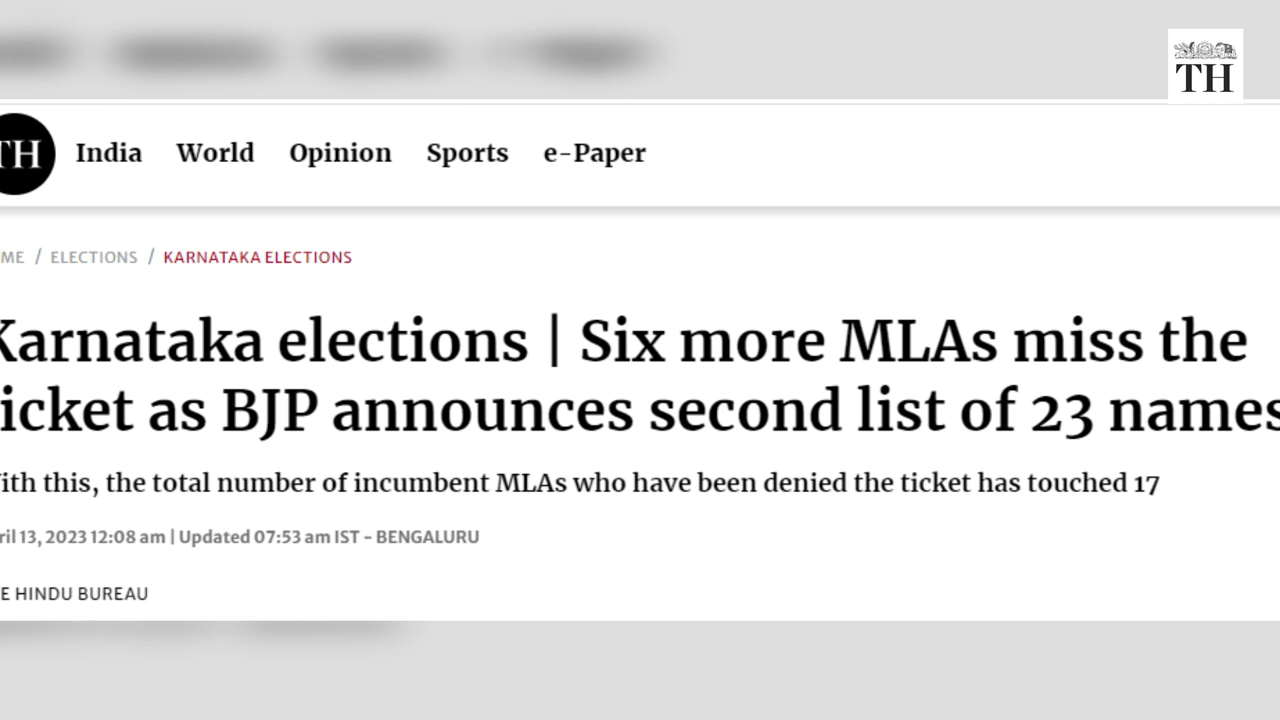 TH
TH
India World Opinion Sports e-Paper
ME / ELECTIONS / KARNATAKA ELECTIONS
Karnataka elections | Six more MLAs miss the
icket as BJP announces second list of 23 names
ith this, the total number of incumbent MLAs who have been denied the ticket has touched 17
ril 13, 2023 12:08 am | Updated 07:53 am IST - BENGALURU
E HINDU BUREAU